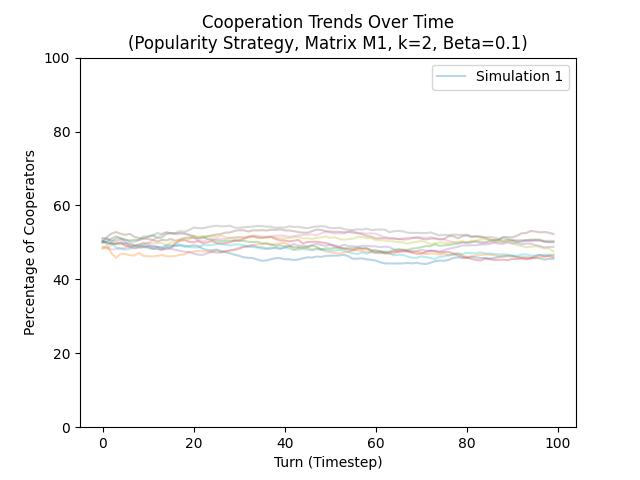 Cooperation Trends Over Time
(Popularity Strategy, Matrix M1, k=2, Beta=0.1)
Simulation 1
Percentage of Cooperators
100
80
60
40
20
0
0 20 40 60 80 100
Turn (Timestep)